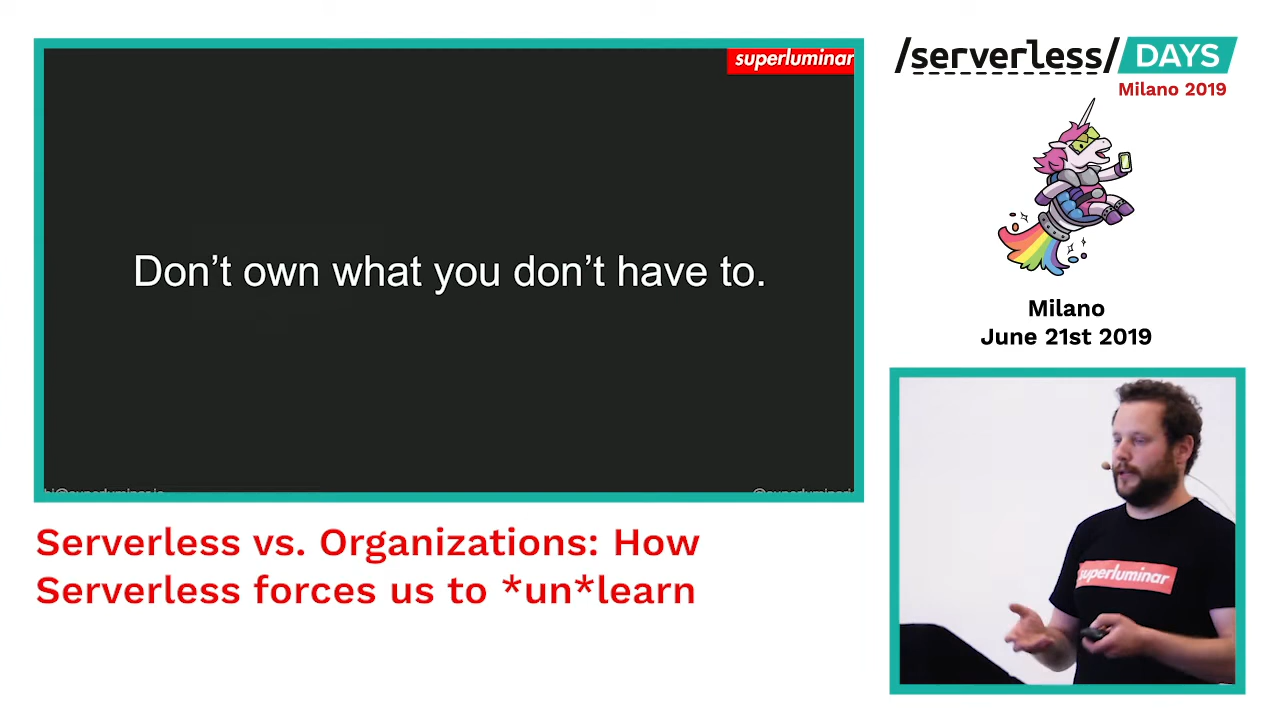 superluminar
Don’t own what you don’t have to.
/serverless/ DAYS
Milano 2019
Milano
June 21st 2019
superluminar
Serverless vs. Organizations: How
Serverless forces us to *un*learn